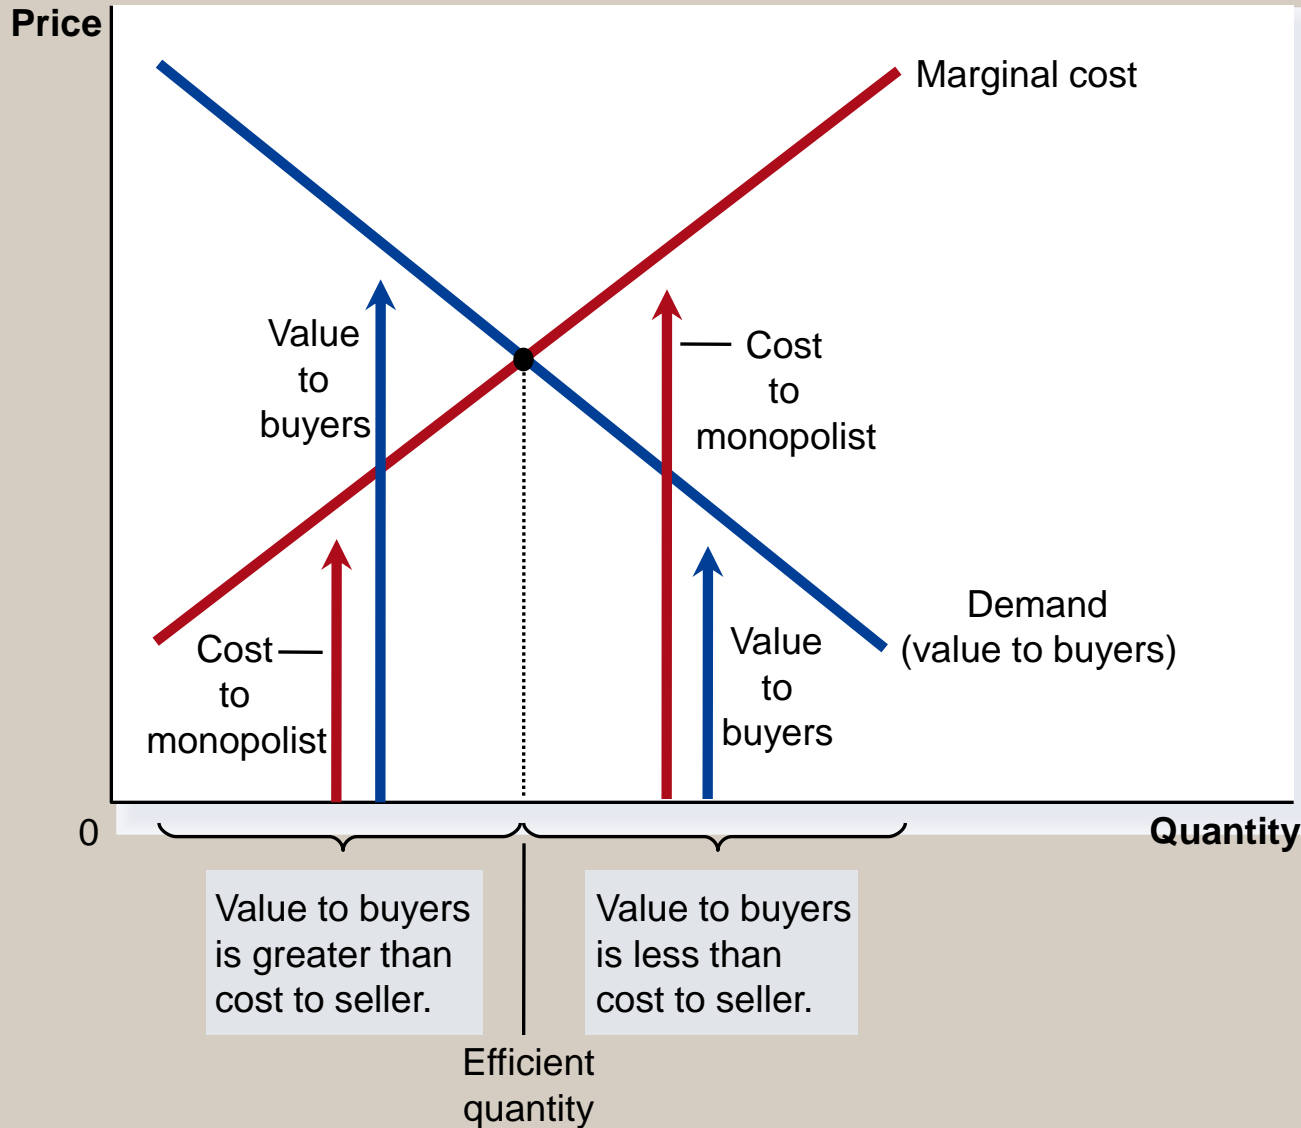 Price
Marginal cost
Value
to
buyers
Cost
to
monopolist
Demand
(value to buyers)
Cost
to
monopolist
Value
to
buyers
0
Quantity
Value to buyers
is greater than
cost to seller.
Value to buyers
is less than
cost to seller.
Efficient
quantity